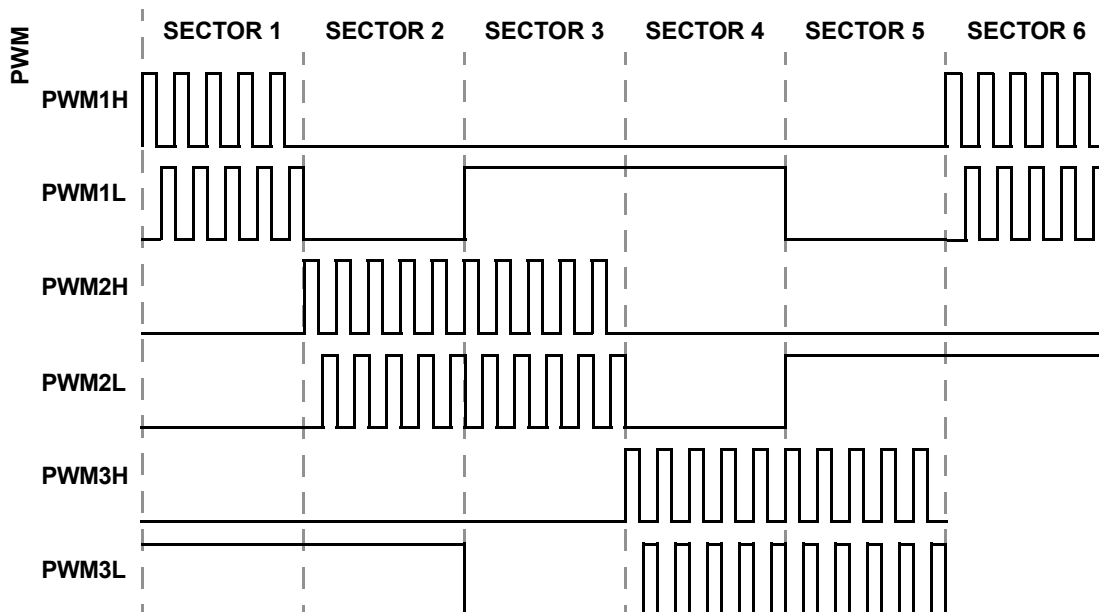 PWM
SECTOR 1
SECTOR 2
SECTOR 3
SECTOR 4
SECTOR 5
SECTOR 6
PWM1H
PWM1L
PWM2H
PWM2L
PWM3H
PWM3L